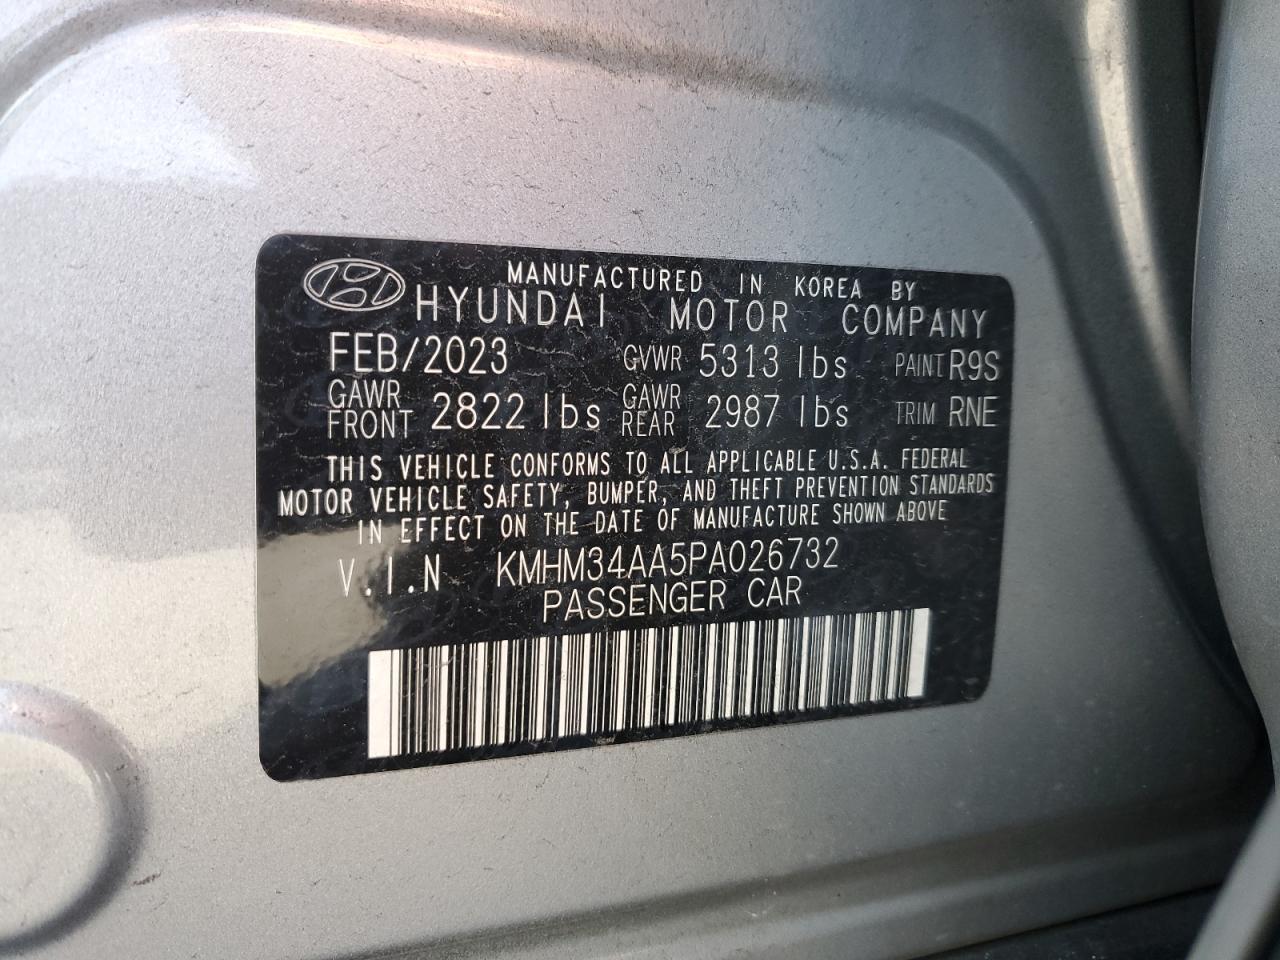 MANUFACTURED IN KOREA BY
HYUNDAI MOTOR COMPANY
FEB/2023 GVWR 5313 lbs PAINT R9S
GAWR FRONT 2822 lbs GAWR REAR 2987 lbs TRIM RNE
THIS VEHICLE CONFORMS TO ALL APPLICABLE U.S.A. FEDERAL
MOTOR VEHICLE SAFETY, BUMPER, AND THEFT PREVENTION STANDARDS
IN EFFECT ON THE DATE OF MANUFACTURE SHOWN ABOVE
V.I.N KMHM34AA5PA026732
PASSENGER CAR